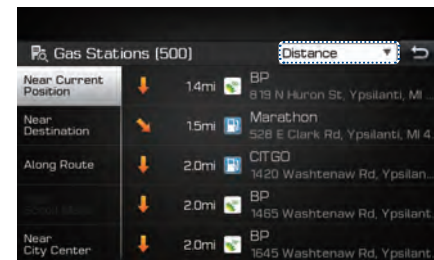 Gas Stations (500)
Distance
Near Current
Position
1.4mi
BP
819 N Huron St, Ypsilanti, MI ...
Near
Destination
1.5mi
Marathon
528 E Clark Rd, Ypsilanti, MI 4.
Along Route
2.0mi
CITGO
1420 Washtenaw Rd, Ypsilan...
2.0mi
BP
1465 Washtenaw Rd, Ypsilant
Near
City Center
2.0mi
BP
1645 Washtenaw Rd, Ypsilant